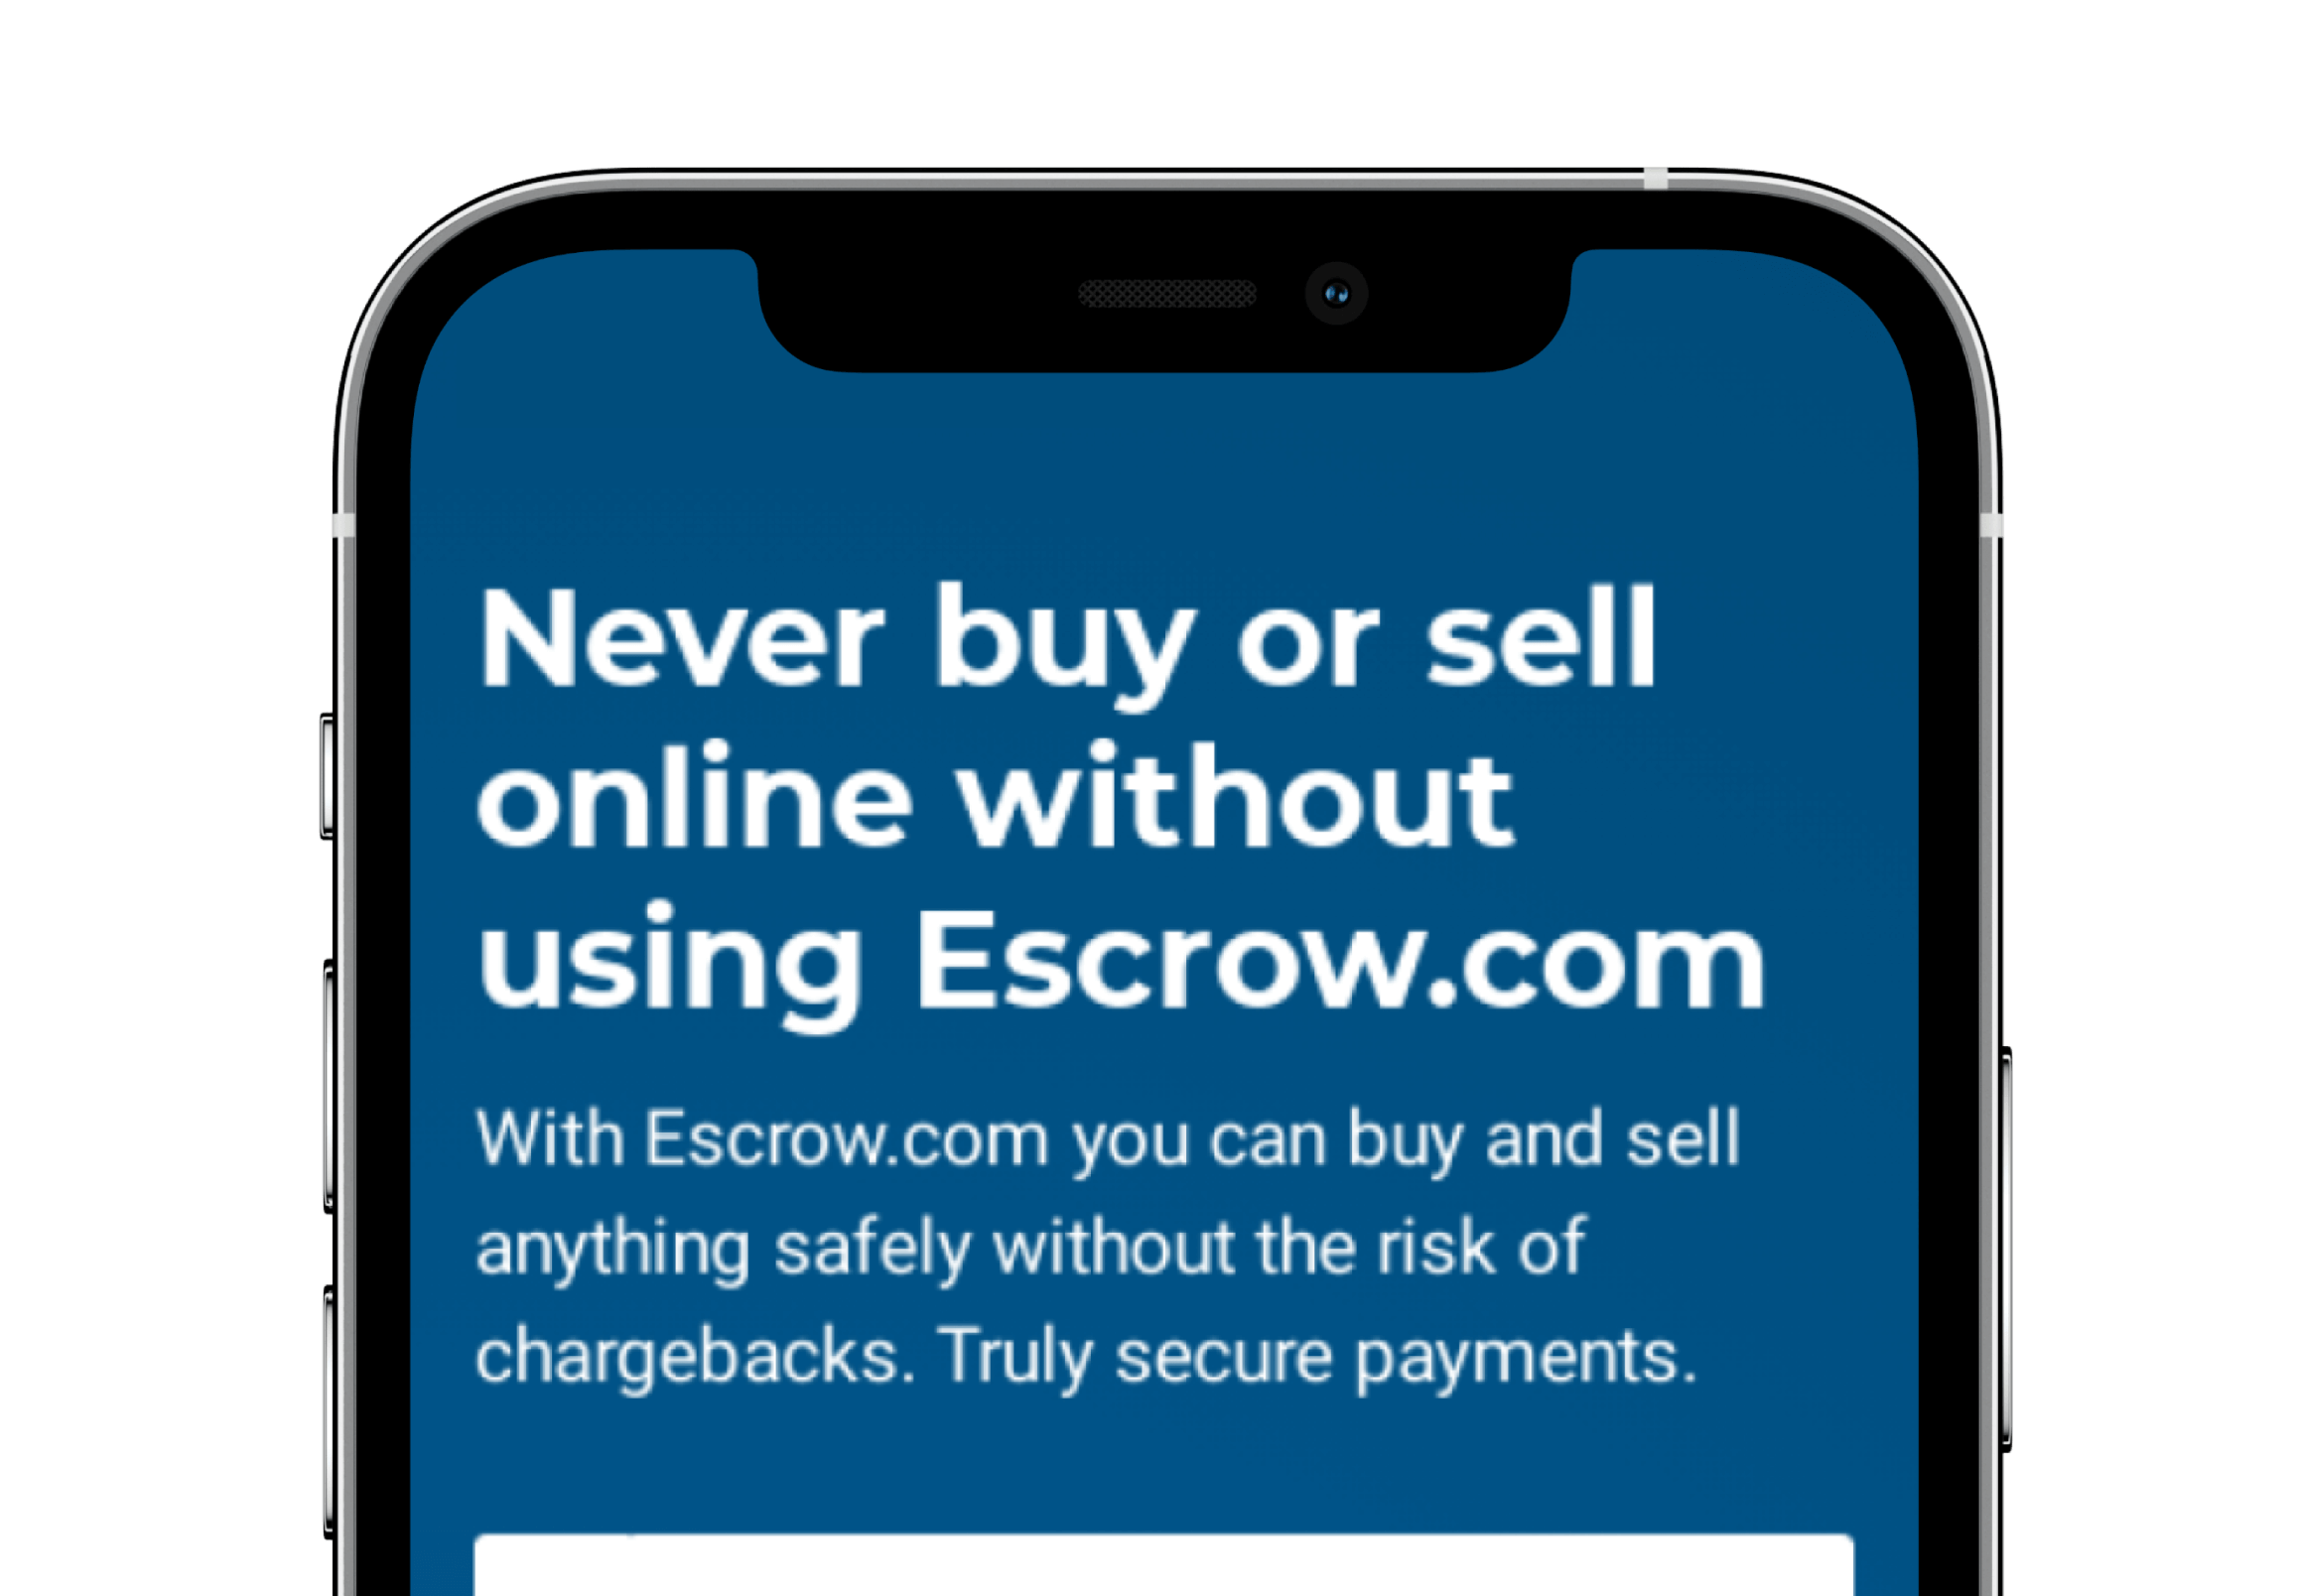 Never buy or sell
online without
using Escrow.com
With Escrow.com you can buy and sell
anything safely without the risk of
chargebacks. Truly secure payments.